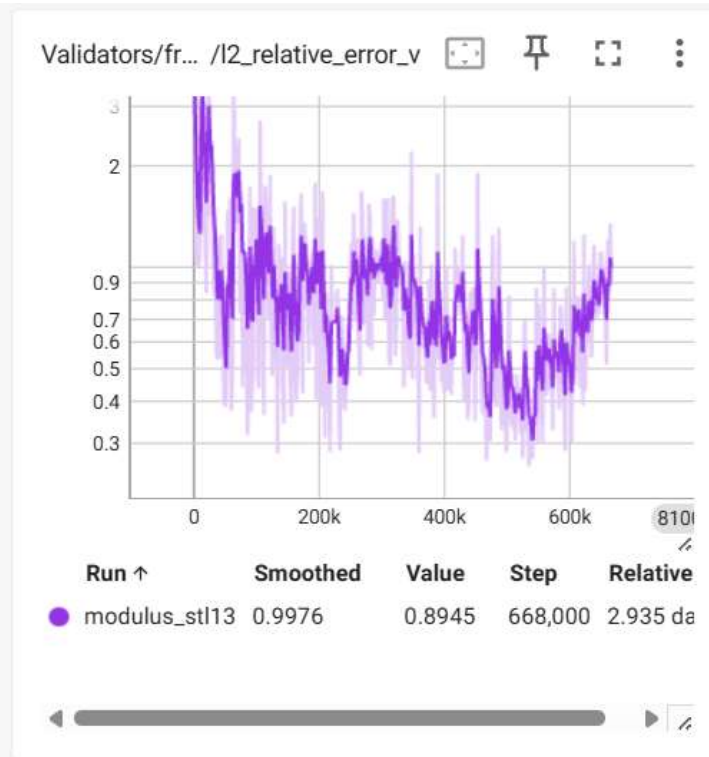 Validators/fr... /l2_relative_error_v
3
2
0.9
0.7
0.6
0.5
0.4
0.3
0 200k 400k 600k 8100
Run ↑ Smoothed Value Step Relative
modulus_stl13 0.9976 0.8945 668,000 2.935 da